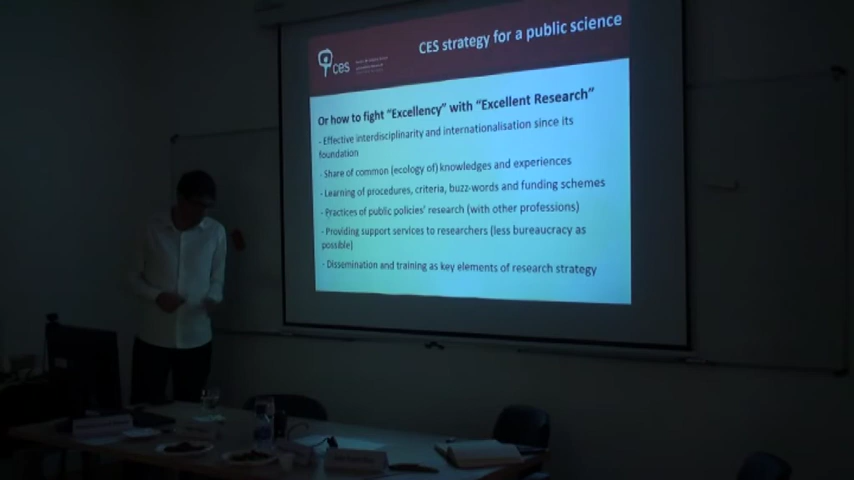 CES strategy for a public science
ces
Or how to fight “Excellency” with “Excellent Research”
- Effective interdisciplinarity and internationalisation since its
foundation
- Share of common (ecology of) knowledges and experiences
- Learning of procedures, criteria, buzz-words and funding schemes
- Practices of public policies’ research (with other professions)
- Providing support services to researchers (less bureaucracy as
possible)
- Dissemination and training as key elements of research strategy